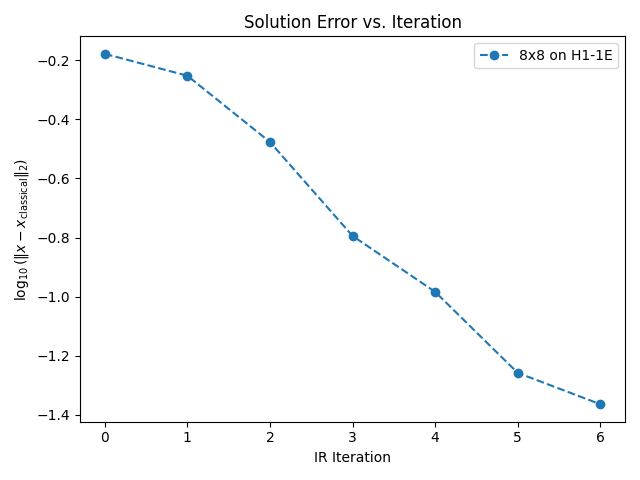 Solution Error vs. Iteration
8x8 on H1-1E
log₁₀(‖x − x_classical‖₂)
−0.2
−0.4
−0.6
−0.8
−1.0
−1.2
−1.4
0 1 2 3 4 5 6
IR Iteration